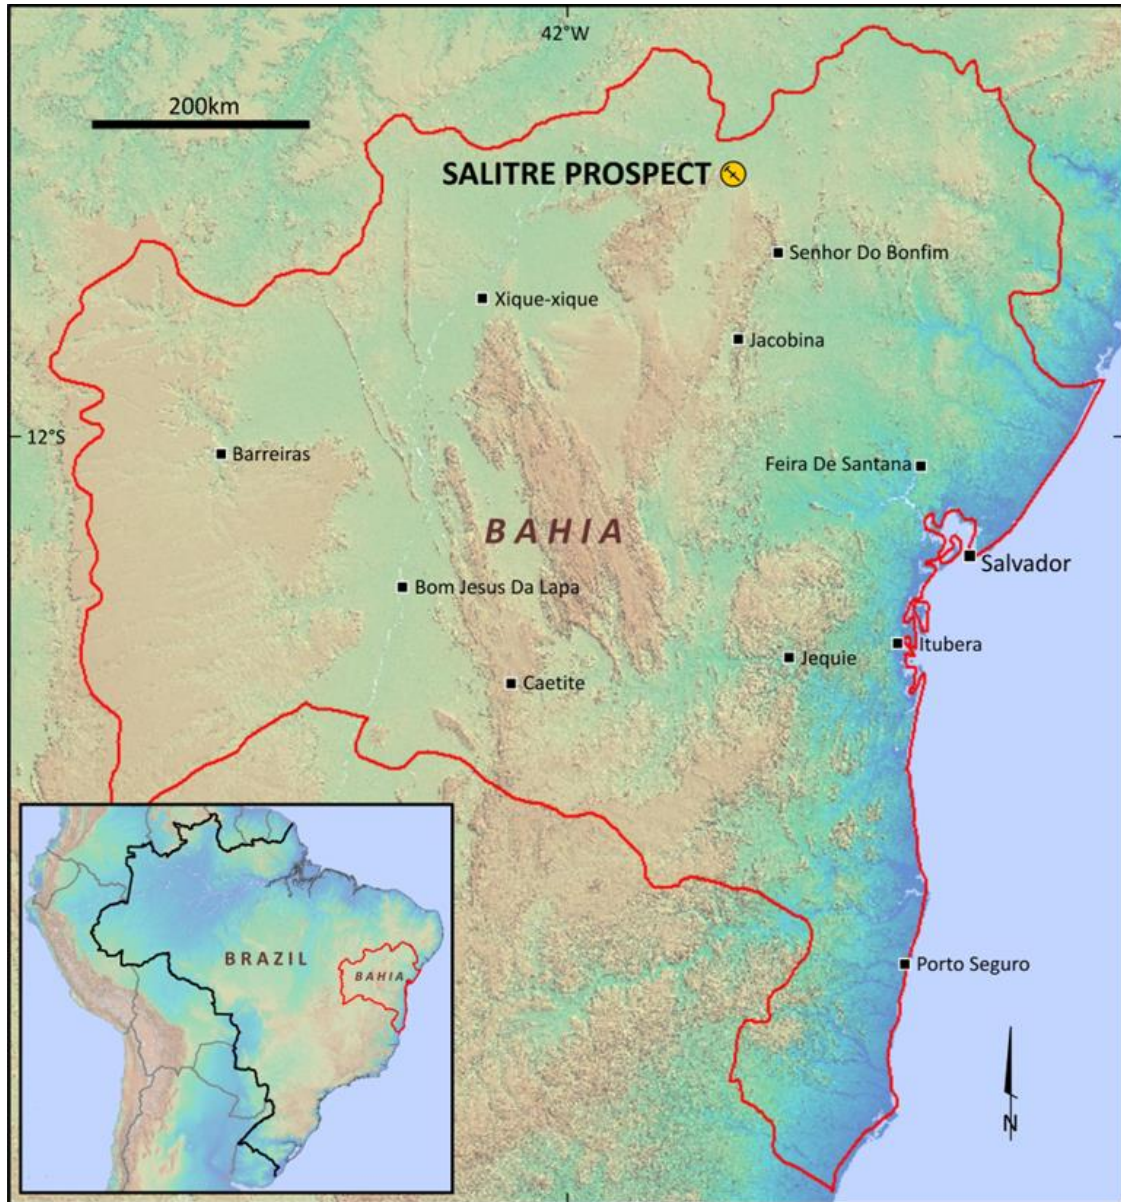 42°W
200km
SALITRE PROSPECT
Senhor Do Bonfim
Xique-xique
Jacobina
12°S
Barreiras
Feira De Santana
BAHIA
Salvador
Bom Jesus Da Lapa
Itubera
Jequie
Caetite
BRAZIL
BAHIA
Porto Seguro
N